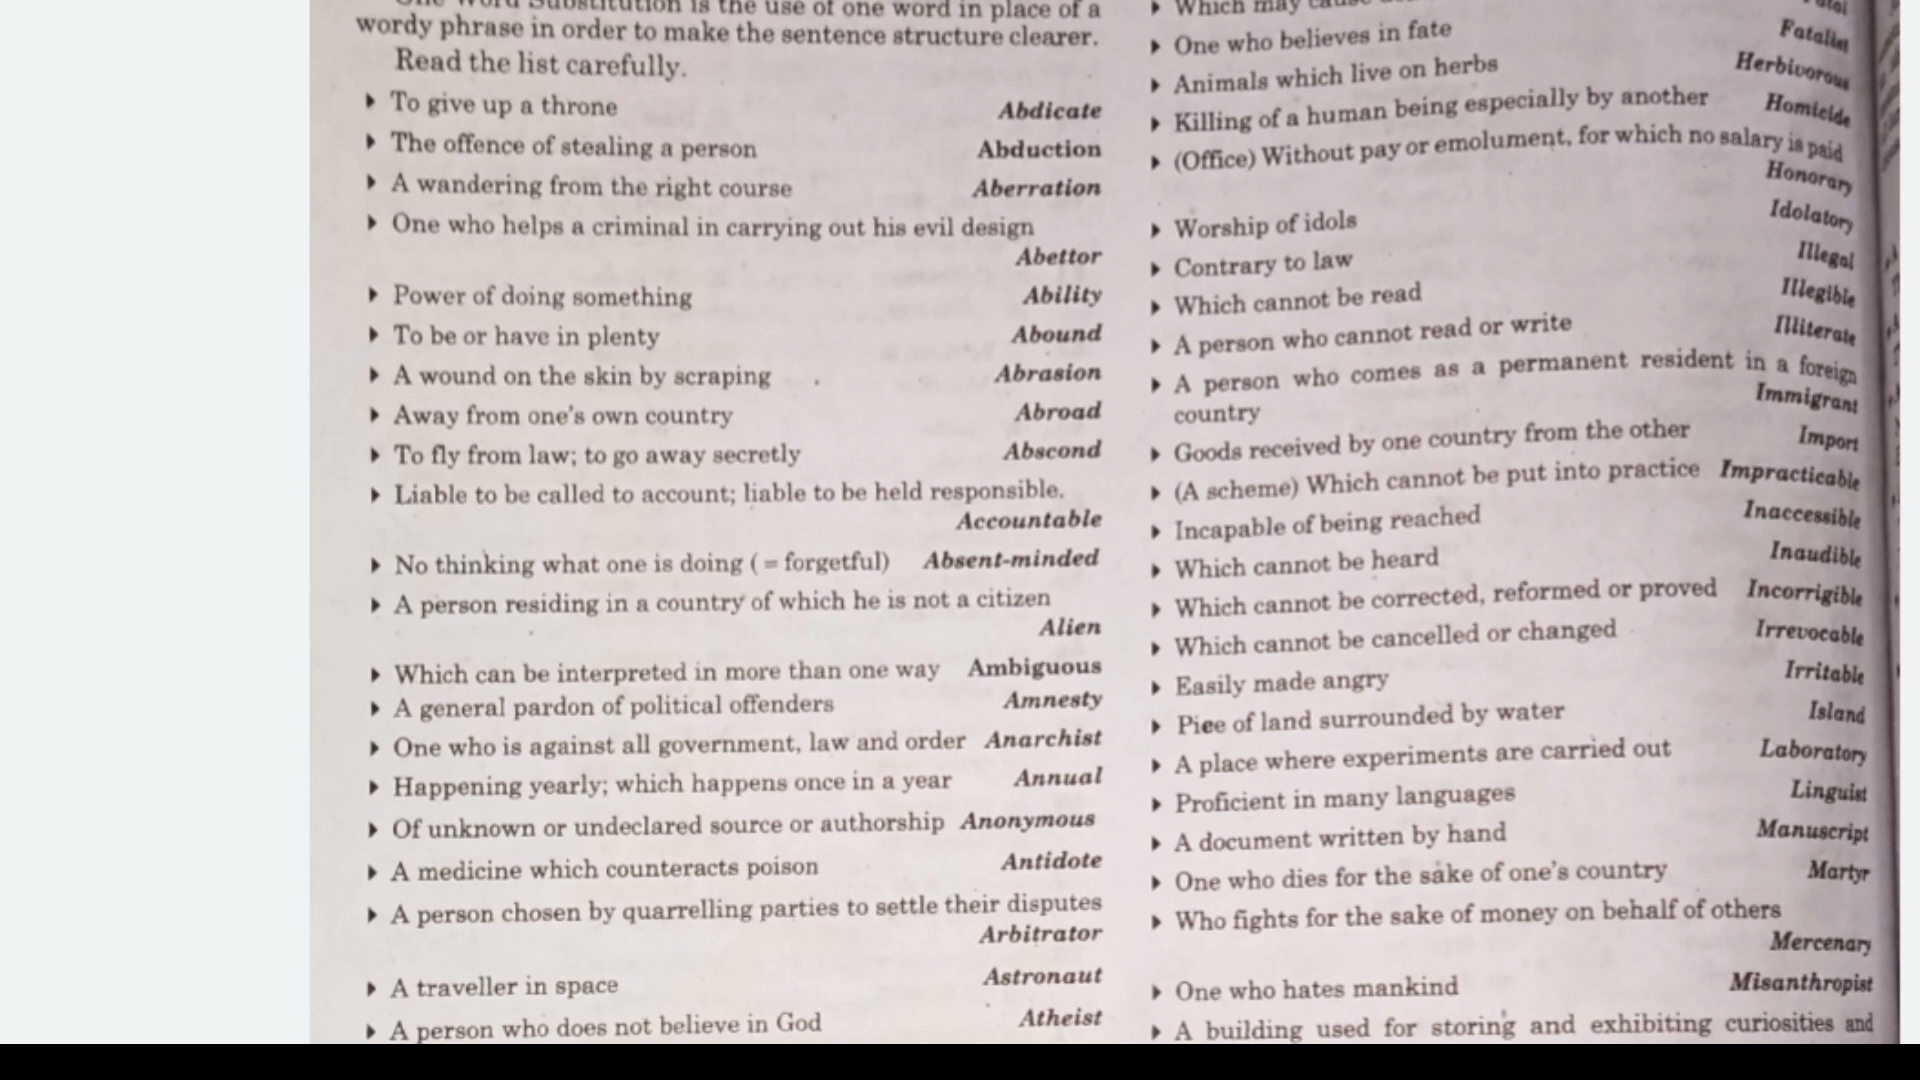 One Word Substitution is the use of one word in place of a
wordy phrase in order to make the sentence structure clearer.
Read the list carefully.
▸ To give up a throne Abdicate
▸ The offence of stealing a person Abduction
▸ A wandering from the right course Aberration
▸ One who helps a criminal in carrying out his evil design
Abettor
▸ Power of doing something Ability
▸ To be or have in plenty Abound
▸ A wound on the skin by scraping Abrasion
▸ Away from one's own country Abroad
▸ To fly from law; to go away secretly Abscond
▸ Liable to be called to account; liable to be held responsible.
Accountable
▸ No thinking what one is doing (= forgetful) Absent-minded
▸ A person residing in a country of which he is not a citizen
Alien
▸ Which can be interpreted in more than one way Ambiguous
▸ A general pardon of political offenders Amnesty
▸ One who is against all government, law and order Anarchist
▸ Happening yearly; which happens once in a year Annual
▸ Of unknown or undeclared source or authorship Anonymous
▸ A medicine which counteracts poison Antidote
▸ A person chosen by quarrelling parties to settle their disputes
Arbitrator
▸ A traveller in space Astronaut
▸ A person who does not believe in God Atheist
▸ Which may cause
▸ One who believes in fate Fatalist
▸ Animals which live on herbs Herbivorous
▸ Killing of a human being especially by another Homicide
▸ (Office) Without pay or emolument, for which no salary is paid
Honorary
▸ Worship of idols Idolatory
▸ Contrary to law Illegal
▸ Which cannot be read Illegible
▸ A person who cannot read or write Illiterate
▸ A person who comes as a permanent resident in a foreign
country Immigrant
▸ Goods received by one country from the other Import
▸ (A scheme) Which cannot be put into practice Impracticable
▸ Incapable of being reached Inaccessible
▸ Which cannot be heard Inaudible
▸ Which cannot be corrected, reformed or proved Incorrigible
▸ Which cannot be cancelled or changed Irrevocable
▸ Easily made angry Irritable
▸ Piece of land surrounded by water Island
▸ A place where experiments are carried out Laboratory
▸ Proficient in many languages Linguist
▸ A document written by hand Manuscript
▸ One who dies for the sake of one's country Martyr
▸ Who fights for the sake of money on behalf of others
Mercenary
▸ One who hates mankind Misanthropist
▸ A building used for storing and exhibiting curiosities and